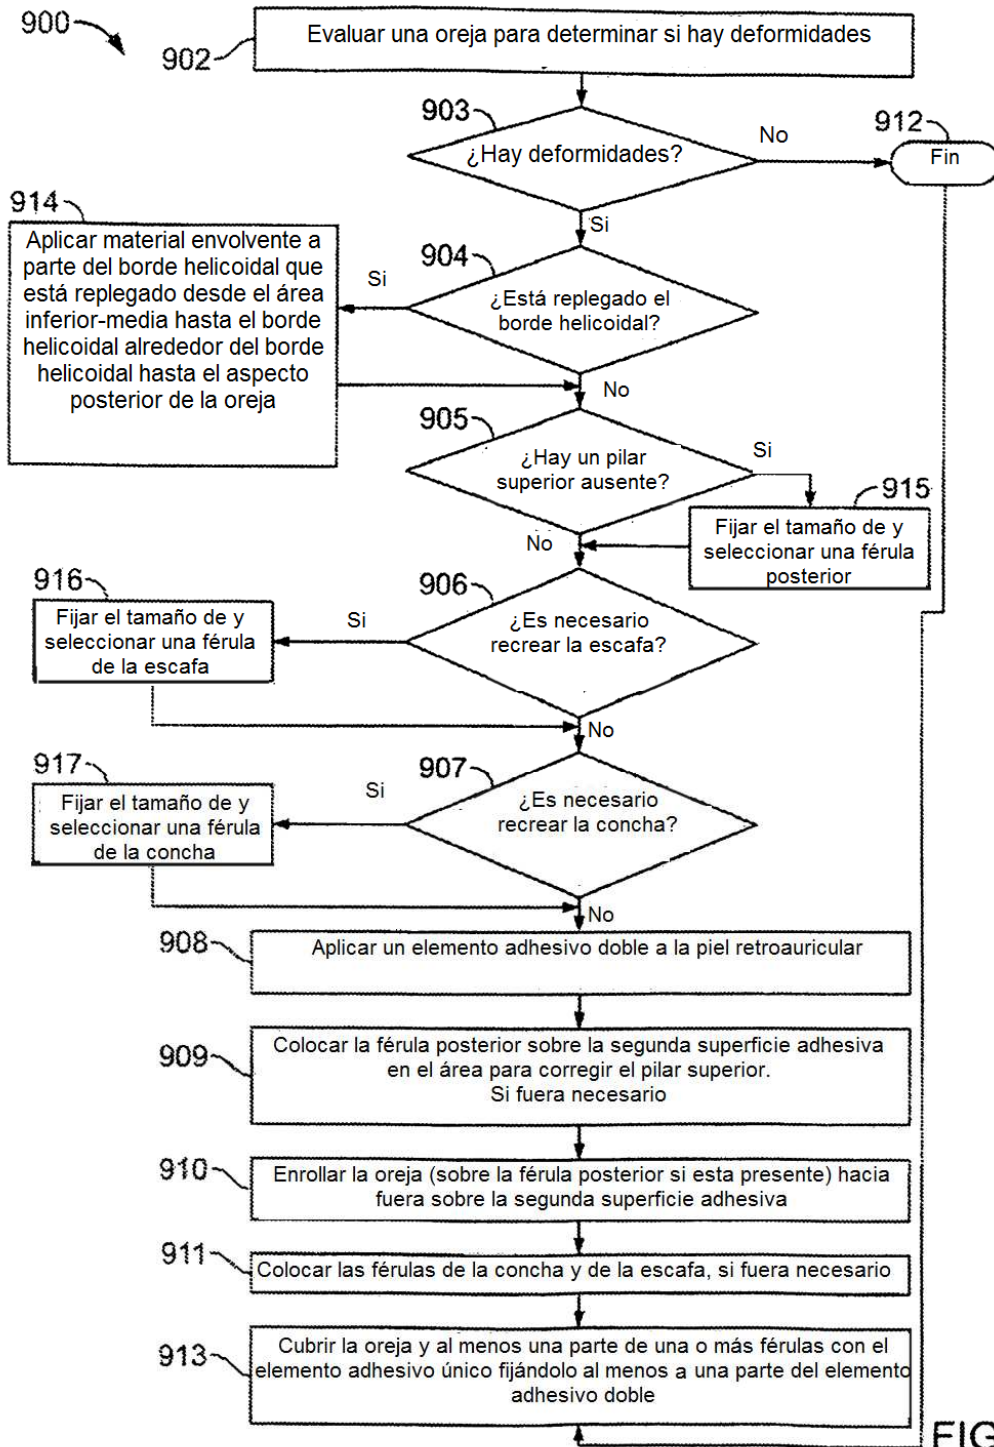 900
902
Evaluar una oreja para determinar si hay deformidades
903
¿Hay deformidades?
No
912
Fin
Si
914
Aplicar material envolvente a
parte del borde helicoidal que
está replegado desde el área
inferior-media hasta el borde
helicoidal alrededor del borde
helicoidal hasta el aspecto
posterior de la oreja
Si
904
¿Está replegado el
borde helicoidal?
No
905
¿Hay un pilar
superior ausente?
Si
915
Fijar el tamaño de y
seleccionar una férula
posterior
No
916
Fijar el tamaño de y
seleccionar una férula
de la escafa
Si
906
¿Es necesario
recrear la escafa?
No
917
Fijar el tamaño de y
seleccionar una férula
de la concha
Si
907
¿Es necesario
recrear la concha?
No
908
Aplicar un elemento adhesivo doble a la piel retroauricular
909
Colocar la férula posterior sobre la segunda superficie adhesiva
en el área para corregir el pilar superior.
Si fuera necesario
910
Enrollar la oreja (sobre la férula posterior si esta presente) hacia
fuera sobre la segunda superficie adhesiva
911
Colocar las férulas de la concha y de la escafa, si fuera necesario
913
Cubrir la oreja y al menos una parte de una o más férulas con el
elemento adhesivo único fijándolo al menos a una parte del elemento
adhesivo doble
FIG